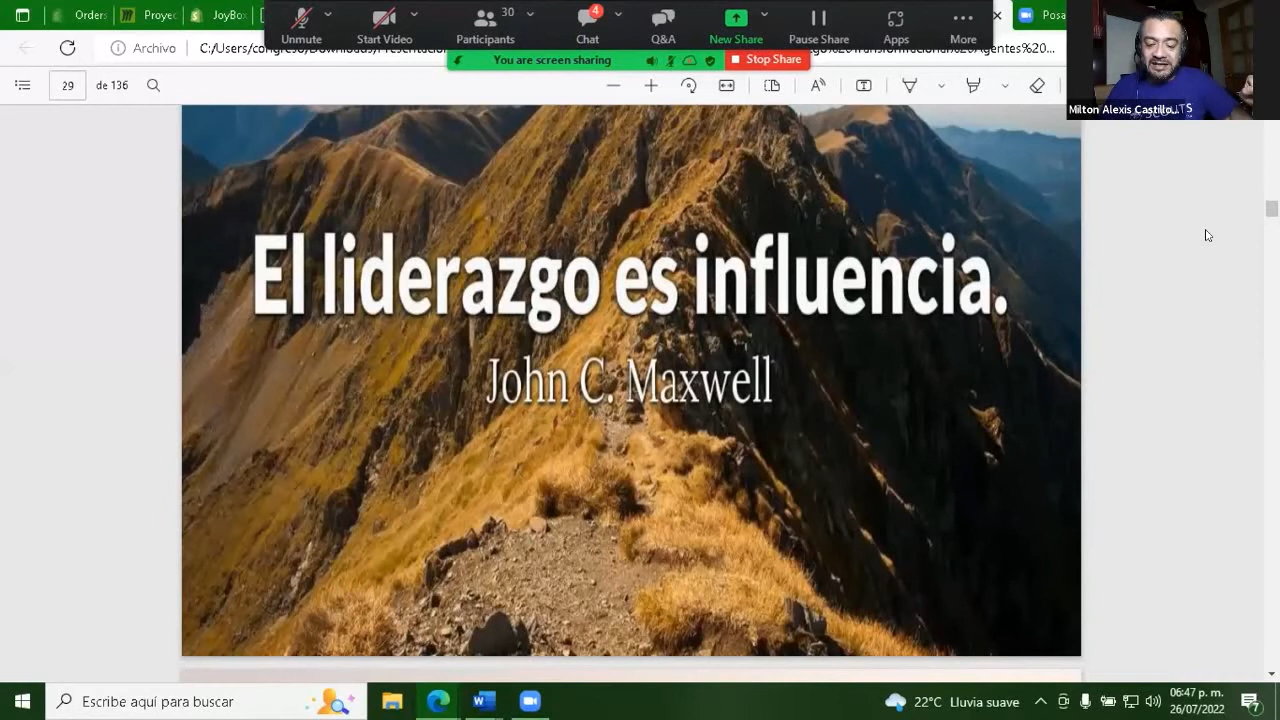 Orders
Proye
JoyBox
Unmute
Start Video
30
Participants
4
Chat
Q&A
New Share
Pause Share
Apps
More
Posa
Archivo
You are screen sharing
Stop Share
29 de 136
Milton Alexis Castillo...
El liderazgo es influencia.
John C. Maxwell
Escribe aquí para buscar
22°C Lluvia suave
06:47 p. m.
26/07/2022
7